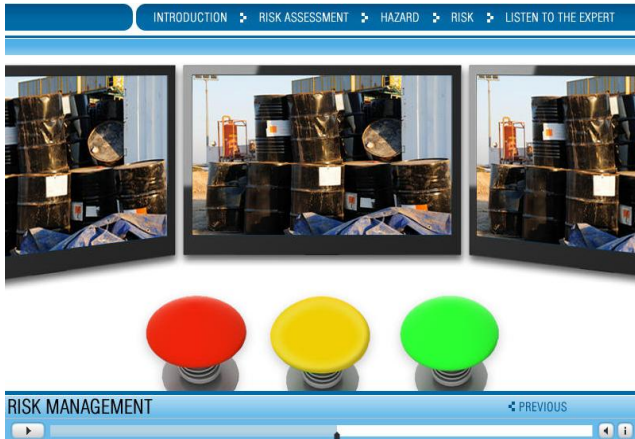 INTRODUCTION RISK ASSESSMENT HAZARD RISK LISTEN TO THE EXPERT
RISK MANAGEMENT
PREVIOUS
i